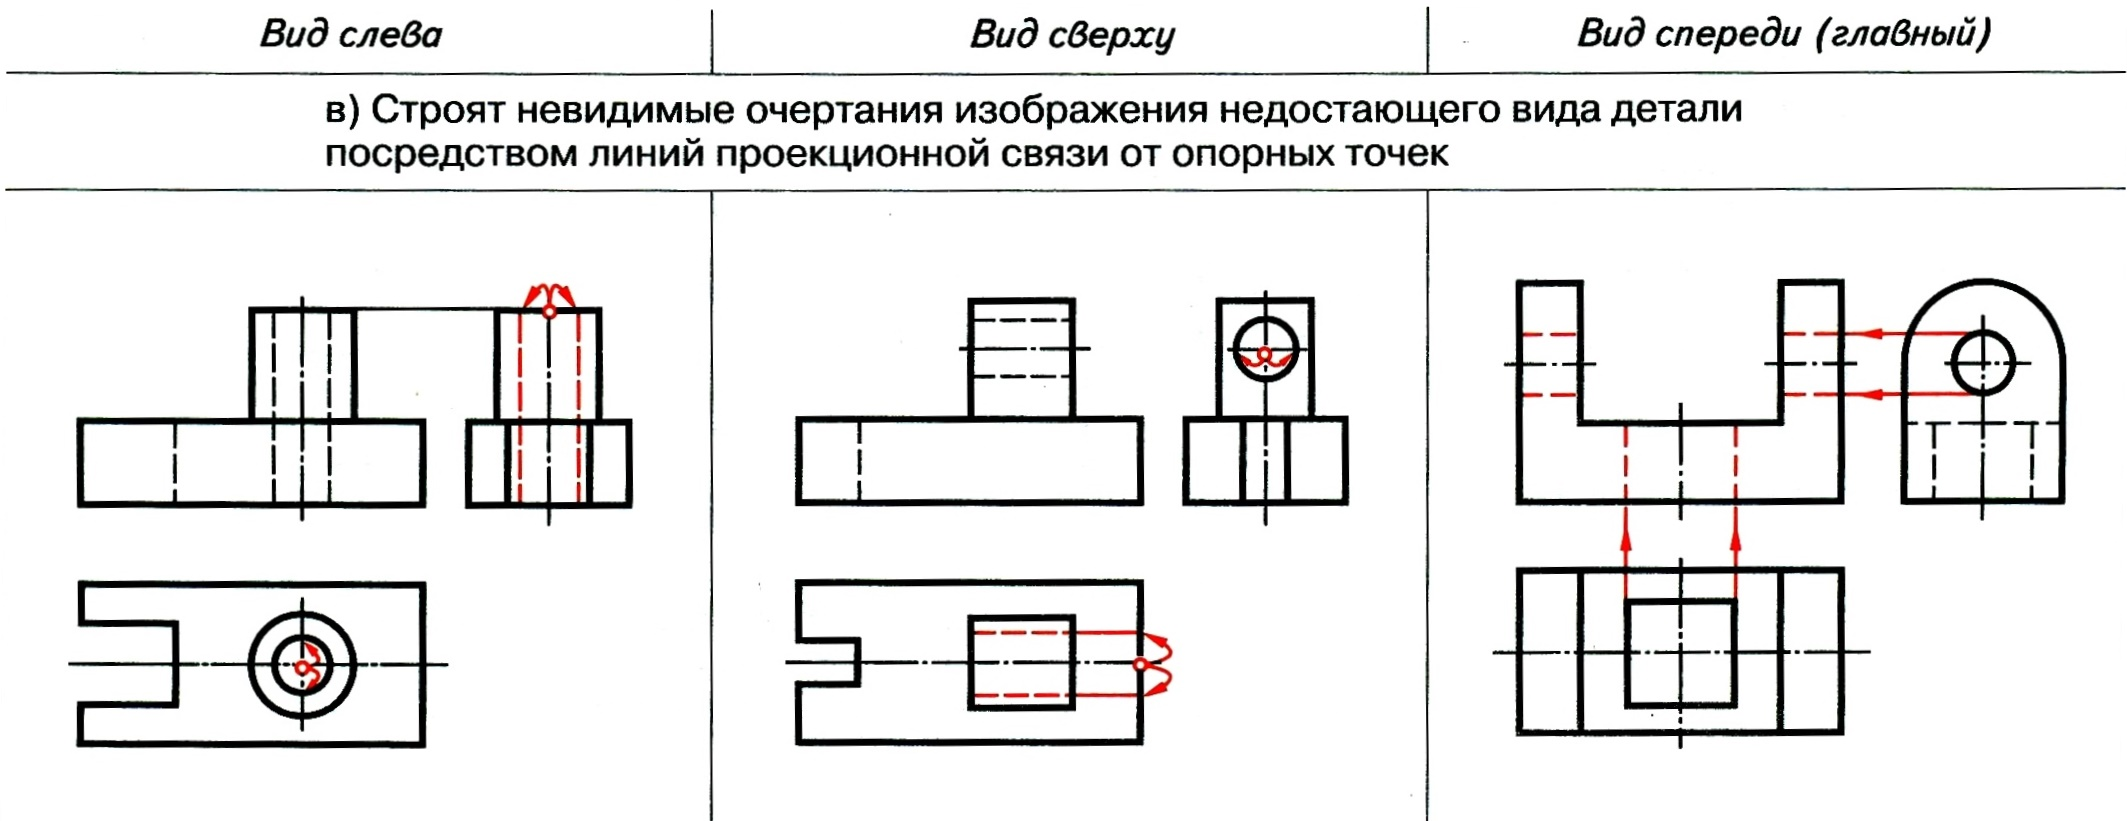 Вид слева
Вид сверху
Вид спереди (главный)
в) Строят невидимые очертания изображения недостающего вида детали
посредством линий проекционной связи от опорных точек